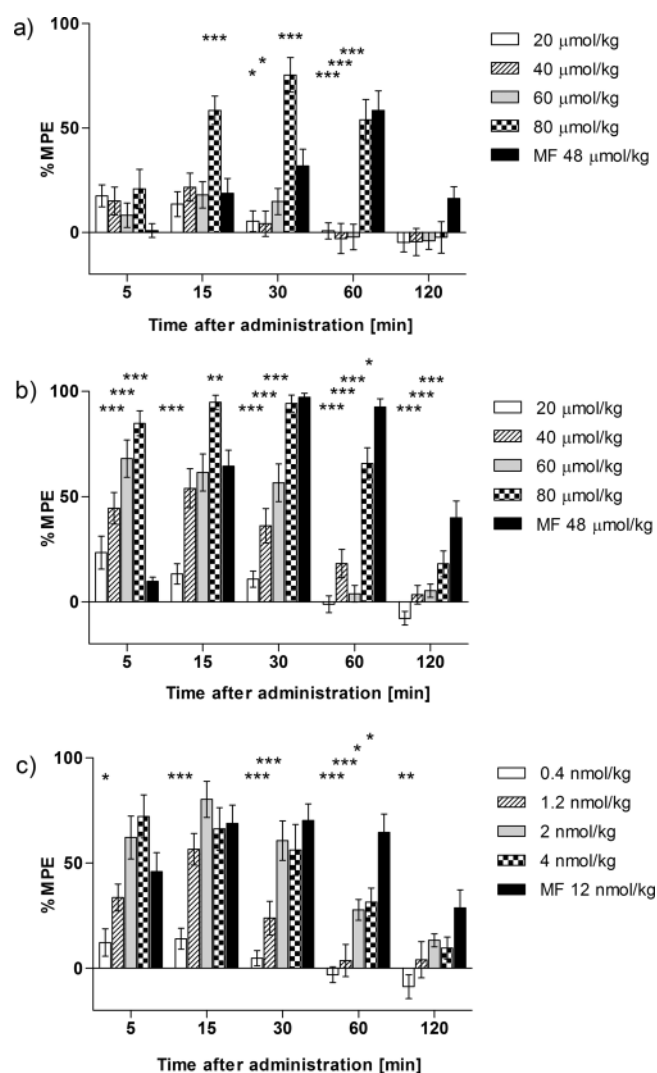 a)
***
***
***
***
***
*
*
100
50
0
%MPE
5 15 30 60 120
Time after administration [min]
20 μmol/kg
40 μmol/kg
60 μmol/kg
80 μmol/kg
MF 48 μmol/kg
b)
*** *** *
*** ** *** *** ***
*** *** ***
*** *** *** *** ***
100
50
0
%MPE
5 15 30 60 120
Time after administration [min]
20 μmol/kg
40 μmol/kg
60 μmol/kg
80 μmol/kg
MF 48 μmol/kg
c)
*
*** *
*** ***
* *** *** *** **
100
50
0
%MPE
5 15 30 60 120
Time after administration [min]
0.4 nmol/kg
1.2 nmol/kg
2 nmol/kg
4 nmol/kg
MF 12 nmol/kg